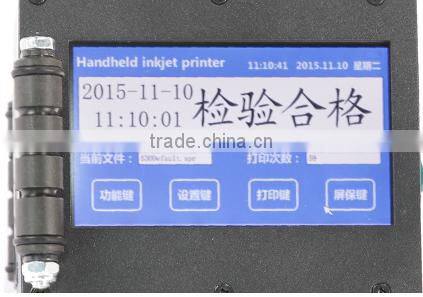 Handheld inkjet printer 11:10:41 2015.11.10 星期二
2015-11-10 检验合格
11:10:01
trade.china.cn
当前文件： 打印次数：
功能键 设置键 打印键 屏保键